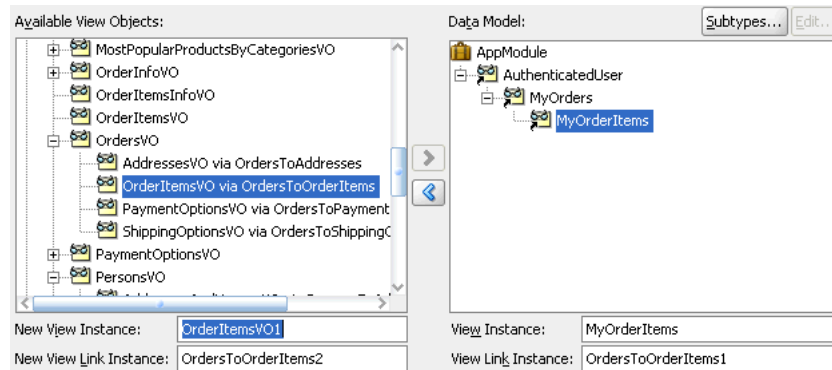 Available View Objects:
MostPopularProductsByCategoriesVO
OrderInfoVO
OrderItemsInfoVO
OrderItemsVO
OrdersVO
AddressesVO via OrdersToAddresses
OrderItemsVO via OrdersToOrderItems
PaymentOptionsVO via OrdersToPayment
ShippingOptionsVO via OrdersToShipping
PaymentOptionsVO
PersonsVO
New View Instance: OrderItemsVO1
New View Link Instance: OrdersToOrderItems2
Data Model:
Subtypes...
Edit..
AppModule
AuthenticatedUser
MyOrders
MyOrderItems
View Instance: MyOrderItems
View Link Instance: OrdersToOrderItems1